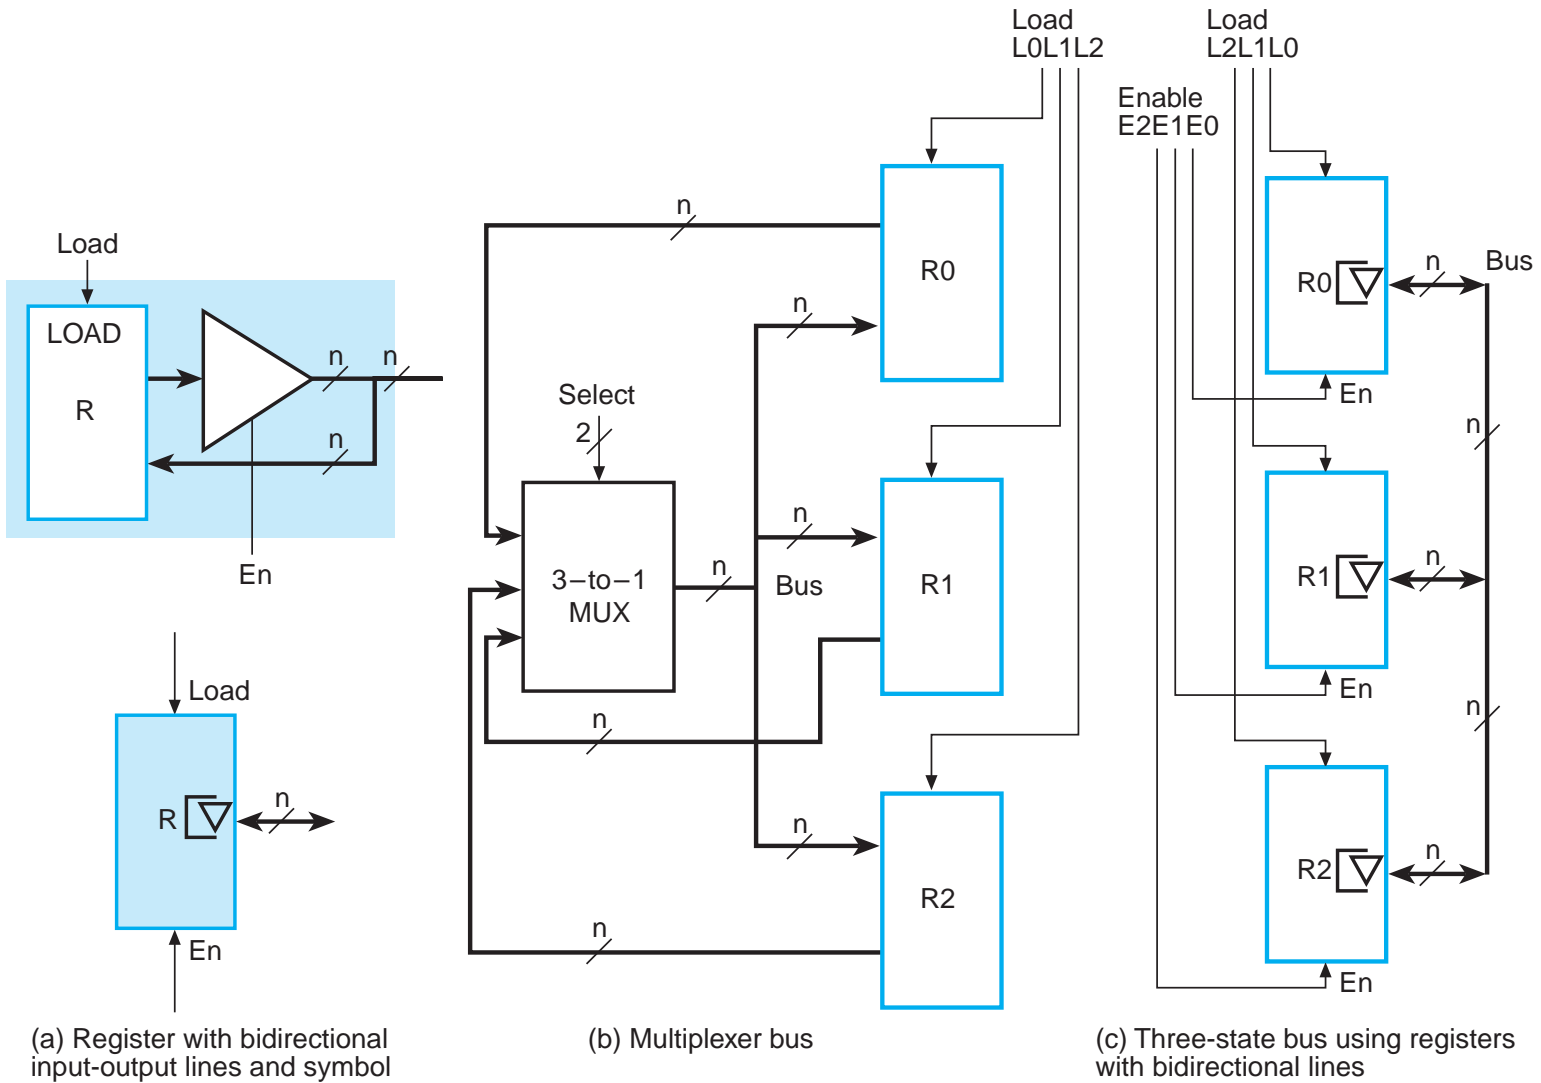 Load
LOAD
R
n
n
n
En
Load
R
n
En
(a) Register with bidirectional
input-output lines and symbol
Load
L0L1L2
n
R0
n
Select
2
n
R1
3–to–1
MUX
n
Bus
n
n
R2
n
(b) Multiplexer bus
Load
L2L1L0
Enable
E2E1E0
R0
n
Bus
En
n
R1
n
En
n
R2
n
En
(c) Three-state bus using registers
with bidirectional lines